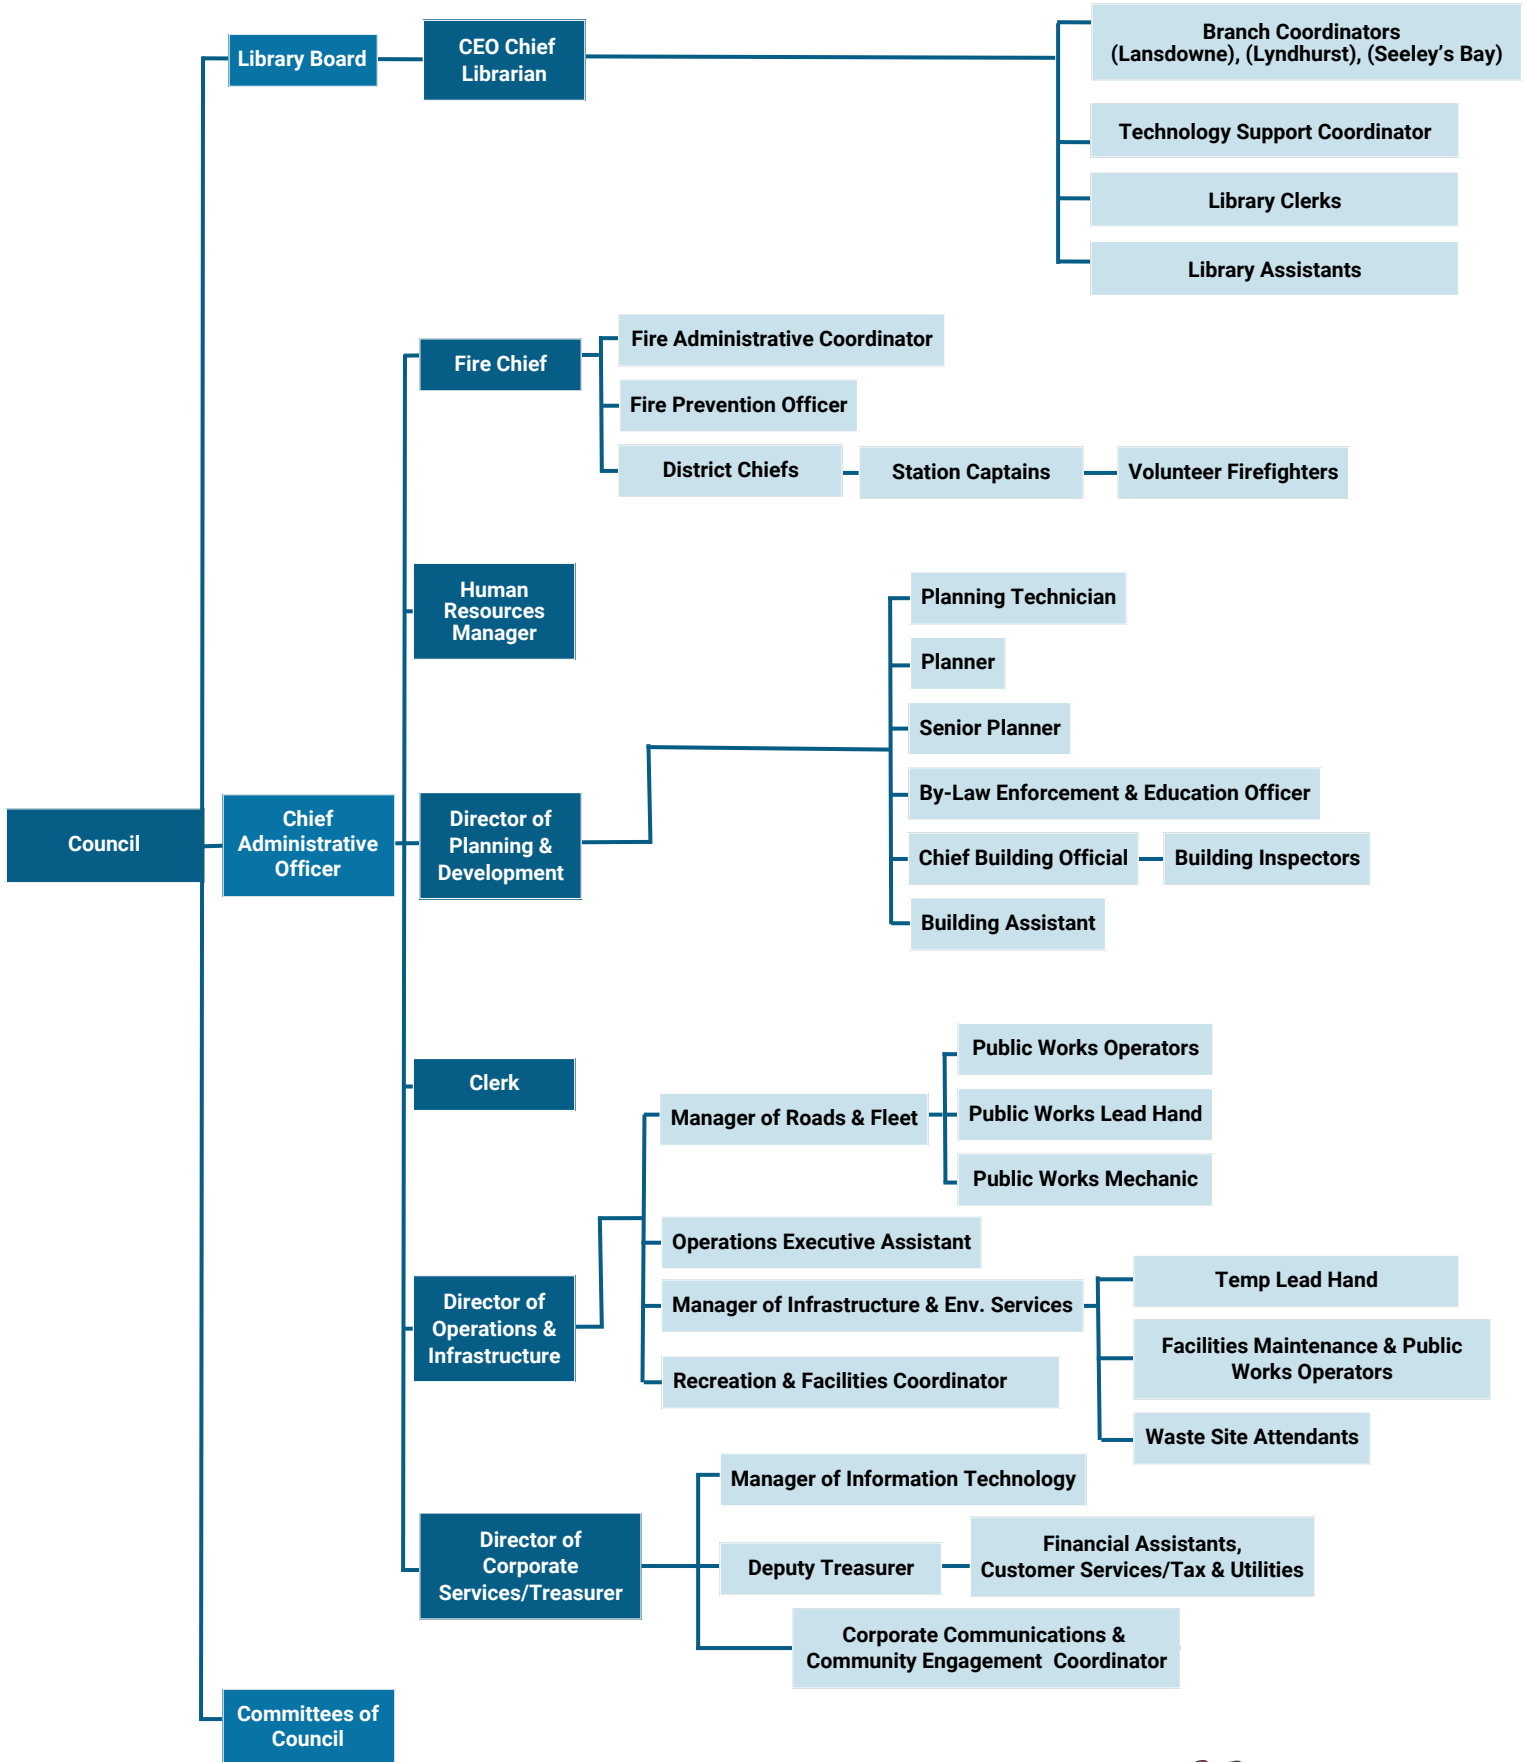 Library Board
CEO Chief
Librarian
Branch Coordinators
(Lansdowne), (Lyndhurst), (Seeley's Bay)
Technology Support Coordinator
Library Clerks
Library Assistants
Fire Chief
Fire Administrative Coordinator
Fire Prevention Officer
District Chiefs
Station Captains
Volunteer Firefighters
Human
Resources
Manager
Council
Chief
Administrative
Officer
Director of
Planning &
Development
Planning Technician
Planner
Senior Planner
By-Law Enforcement & Education Officer
Chief Building Official
Building Inspectors
Building Assistant
Clerk
Director of
Operations &
Infrastructure
Manager of Roads & Fleet
Public Works Operators
Public Works Lead Hand
Public Works Mechanic
Operations Executive Assistant
Manager of Infrastructure & Env. Services
Temp Lead Hand
Facilities Maintenance & Public
Works Operators
Waste Site Attendants
Recreation & Facilities Coordinator
Director of
Corporate
Services/Treasurer
Manager of Information Technology
Deputy Treasurer
Financial Assistants,
Customer Services/Tax & Utilities
Corporate Communications &
Community Engagement  Coordinator
Committees of
Council